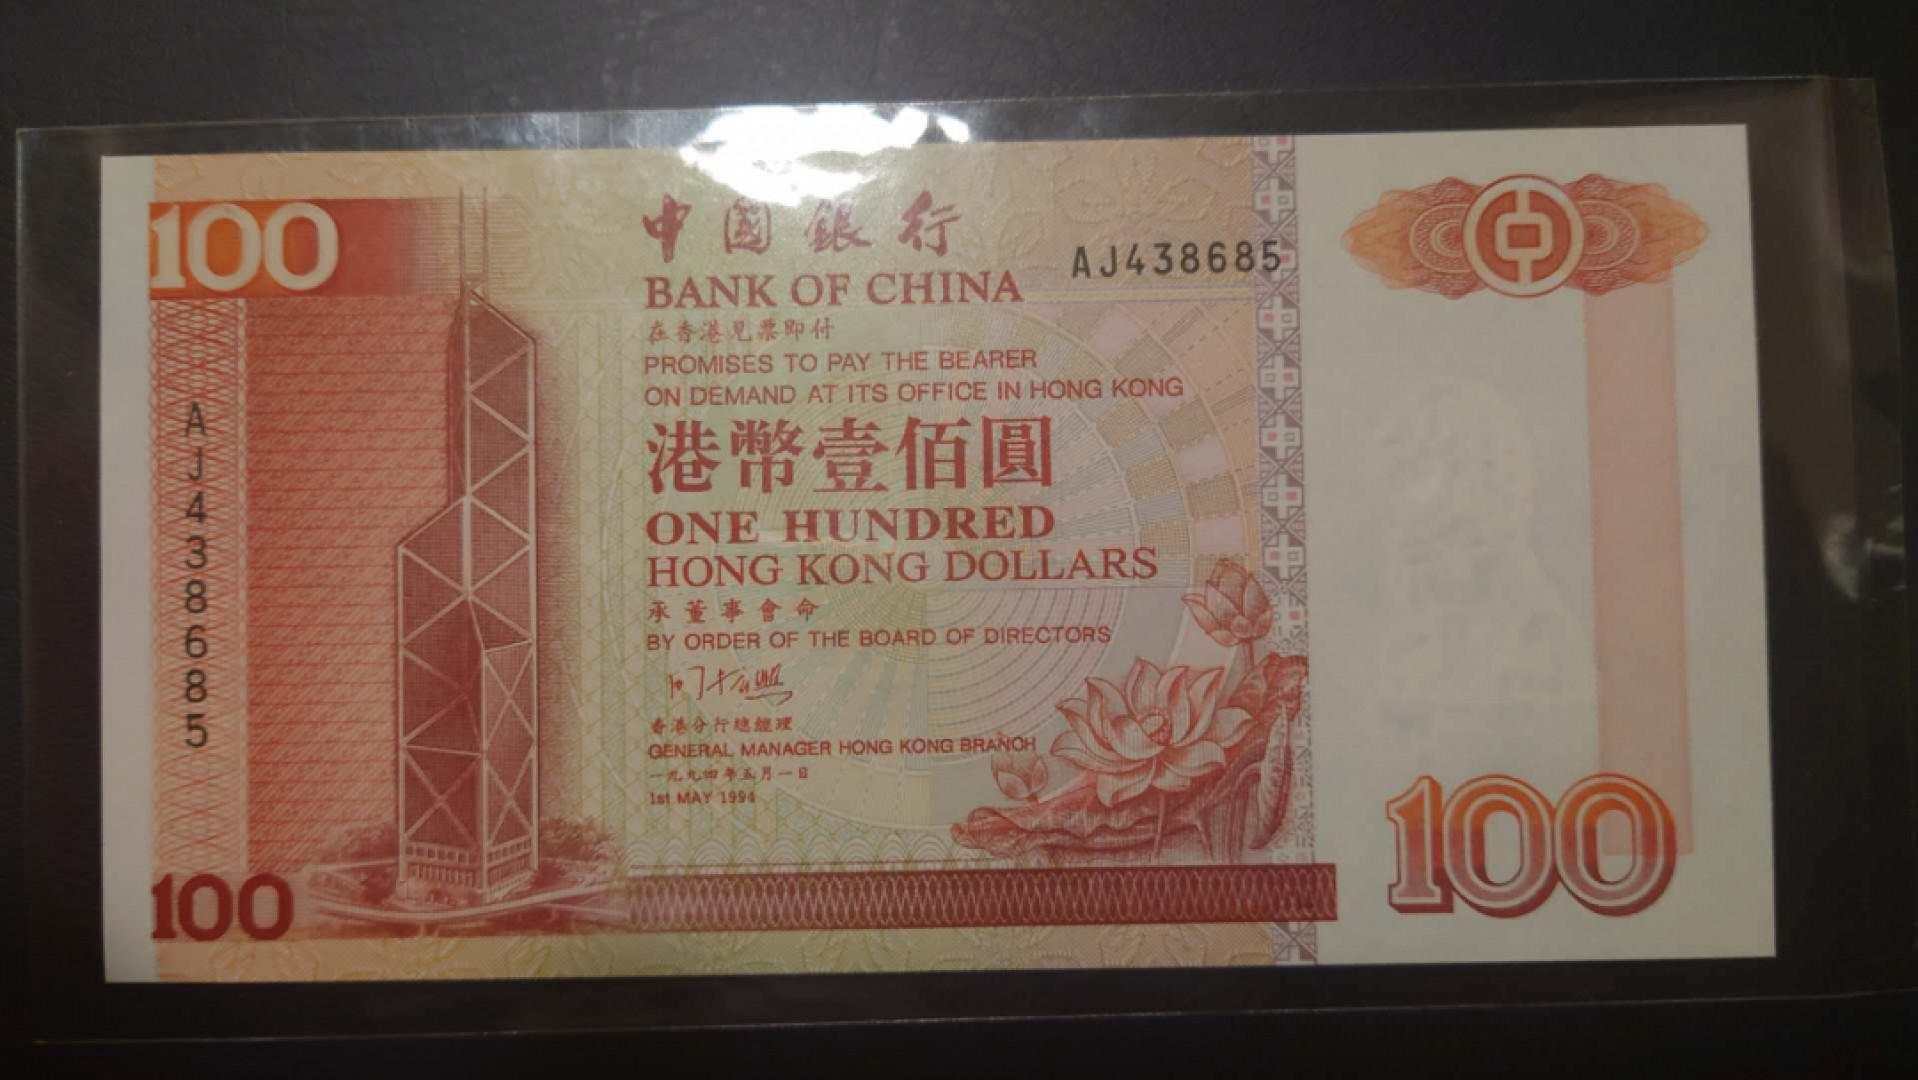 100
中國銀行
BANK OF CHINA
AJ438685
在香港見票即付
PROMISES TO PAY THE BEARER
ON DEMAND AT ITS OFFICE IN HONG KONG
港幣壹佰圓
ONE HUNDRED
HONG KONG DOLLARS
承董事會命
BY ORDER OF THE BOARD OF DIRECTORS
香港分行總經理
GENERAL MANAGER HONG KONG BRANCH
一九九四年五月一日
1st MAY 1994
AJ438685
100
100